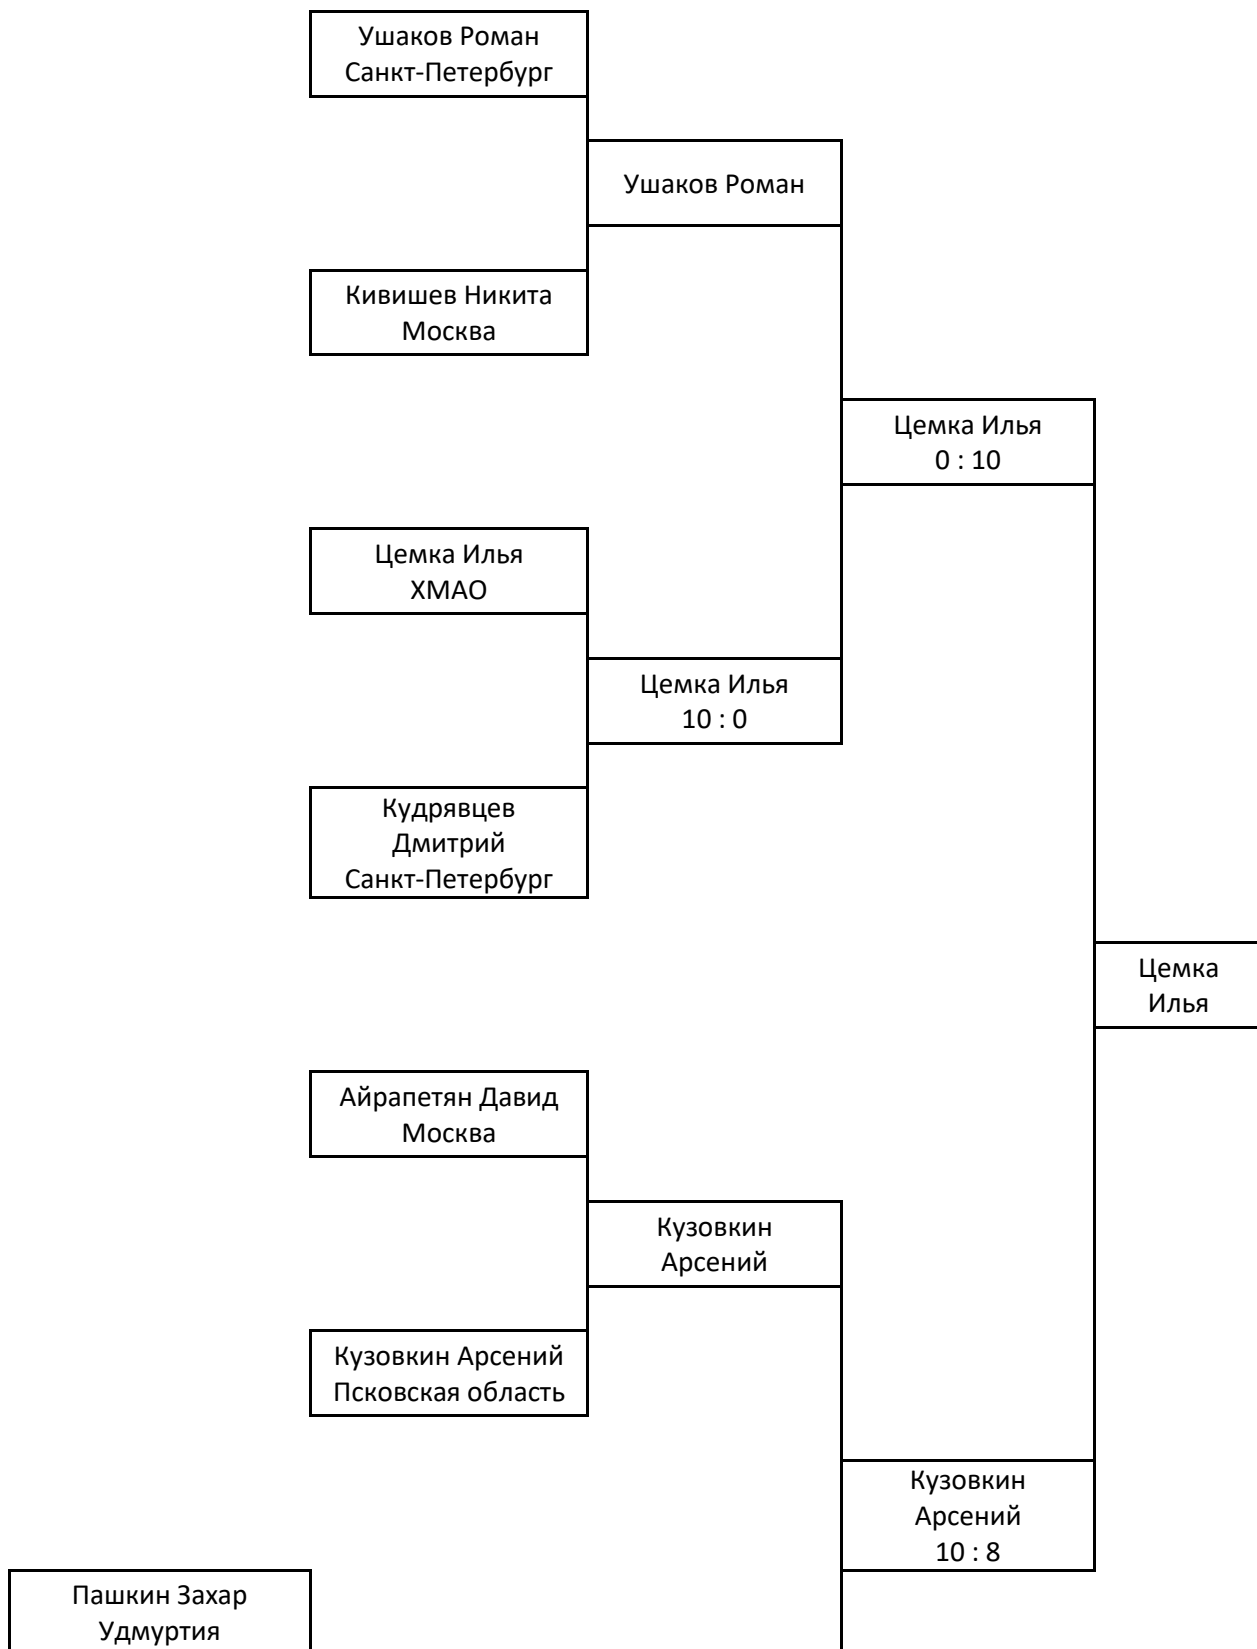 Ушаков Роман
Санкт-Петербург
Ушаков Роман
Кивишев Никита
Москва
Цемка Илья
0 : 10
Цемка Илья
ХМАО
Цемка Илья
10 : 0
Кудрявцев
Дмитрий
Санкт-Петербург
Цемка
Илья
Айрапетян Давид
Москва
Кузовкин
Арсений
Кузовкин Арсений
Псковская область
Кузовкин
Арсений
10 : 8
Пашкин Захар
Удмуртия